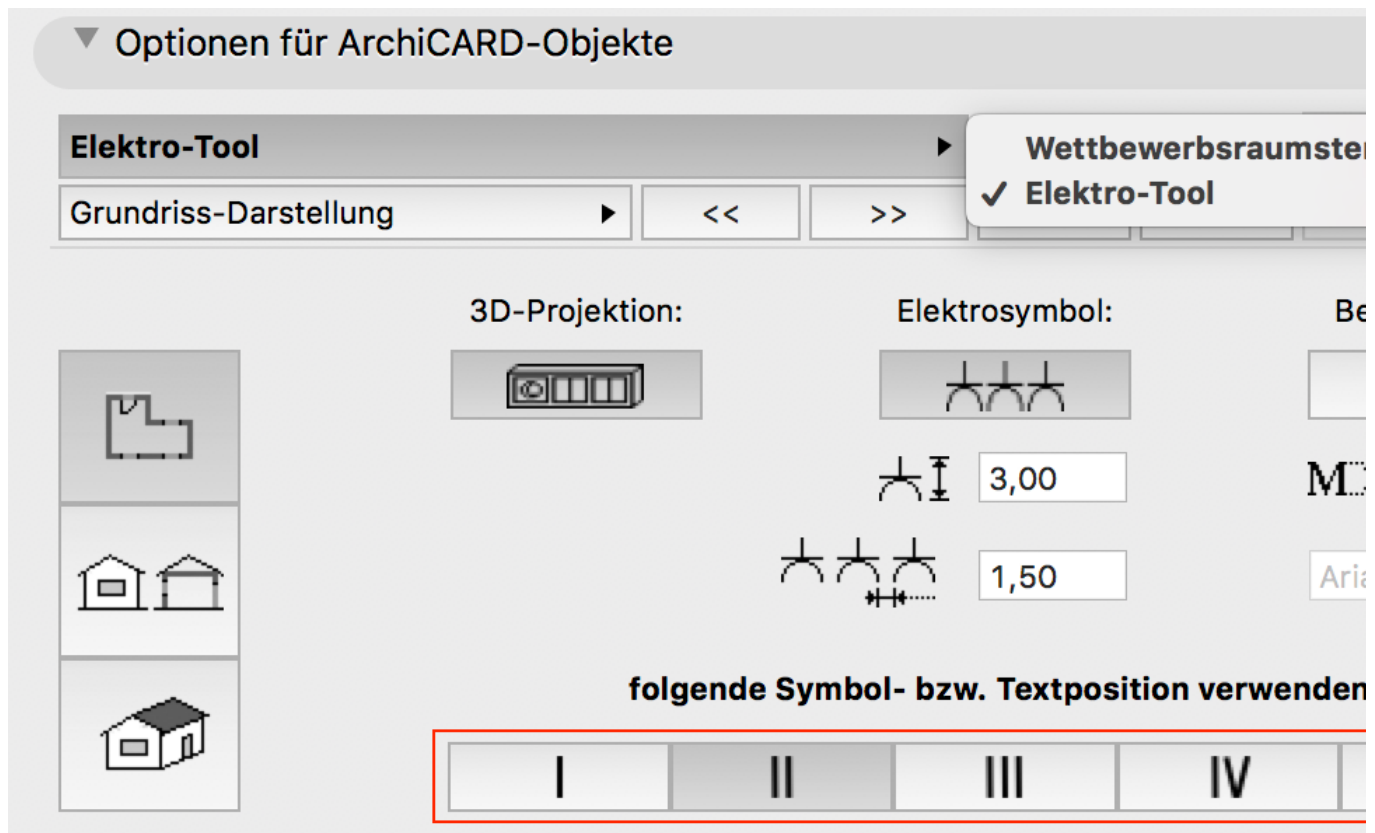 Optionen für ArchiCARD-Objekte
Elektro-Tool
Wettbewerbsraumste
Elektro-Tool
Grundriss-Darstellung
<<
>>
3D-Projektion:
Elektrosymbol:
Be
3,00
M
1,50
Aria
folgende Symbol- bzw. Textposition verwenden
I
II
III
IV